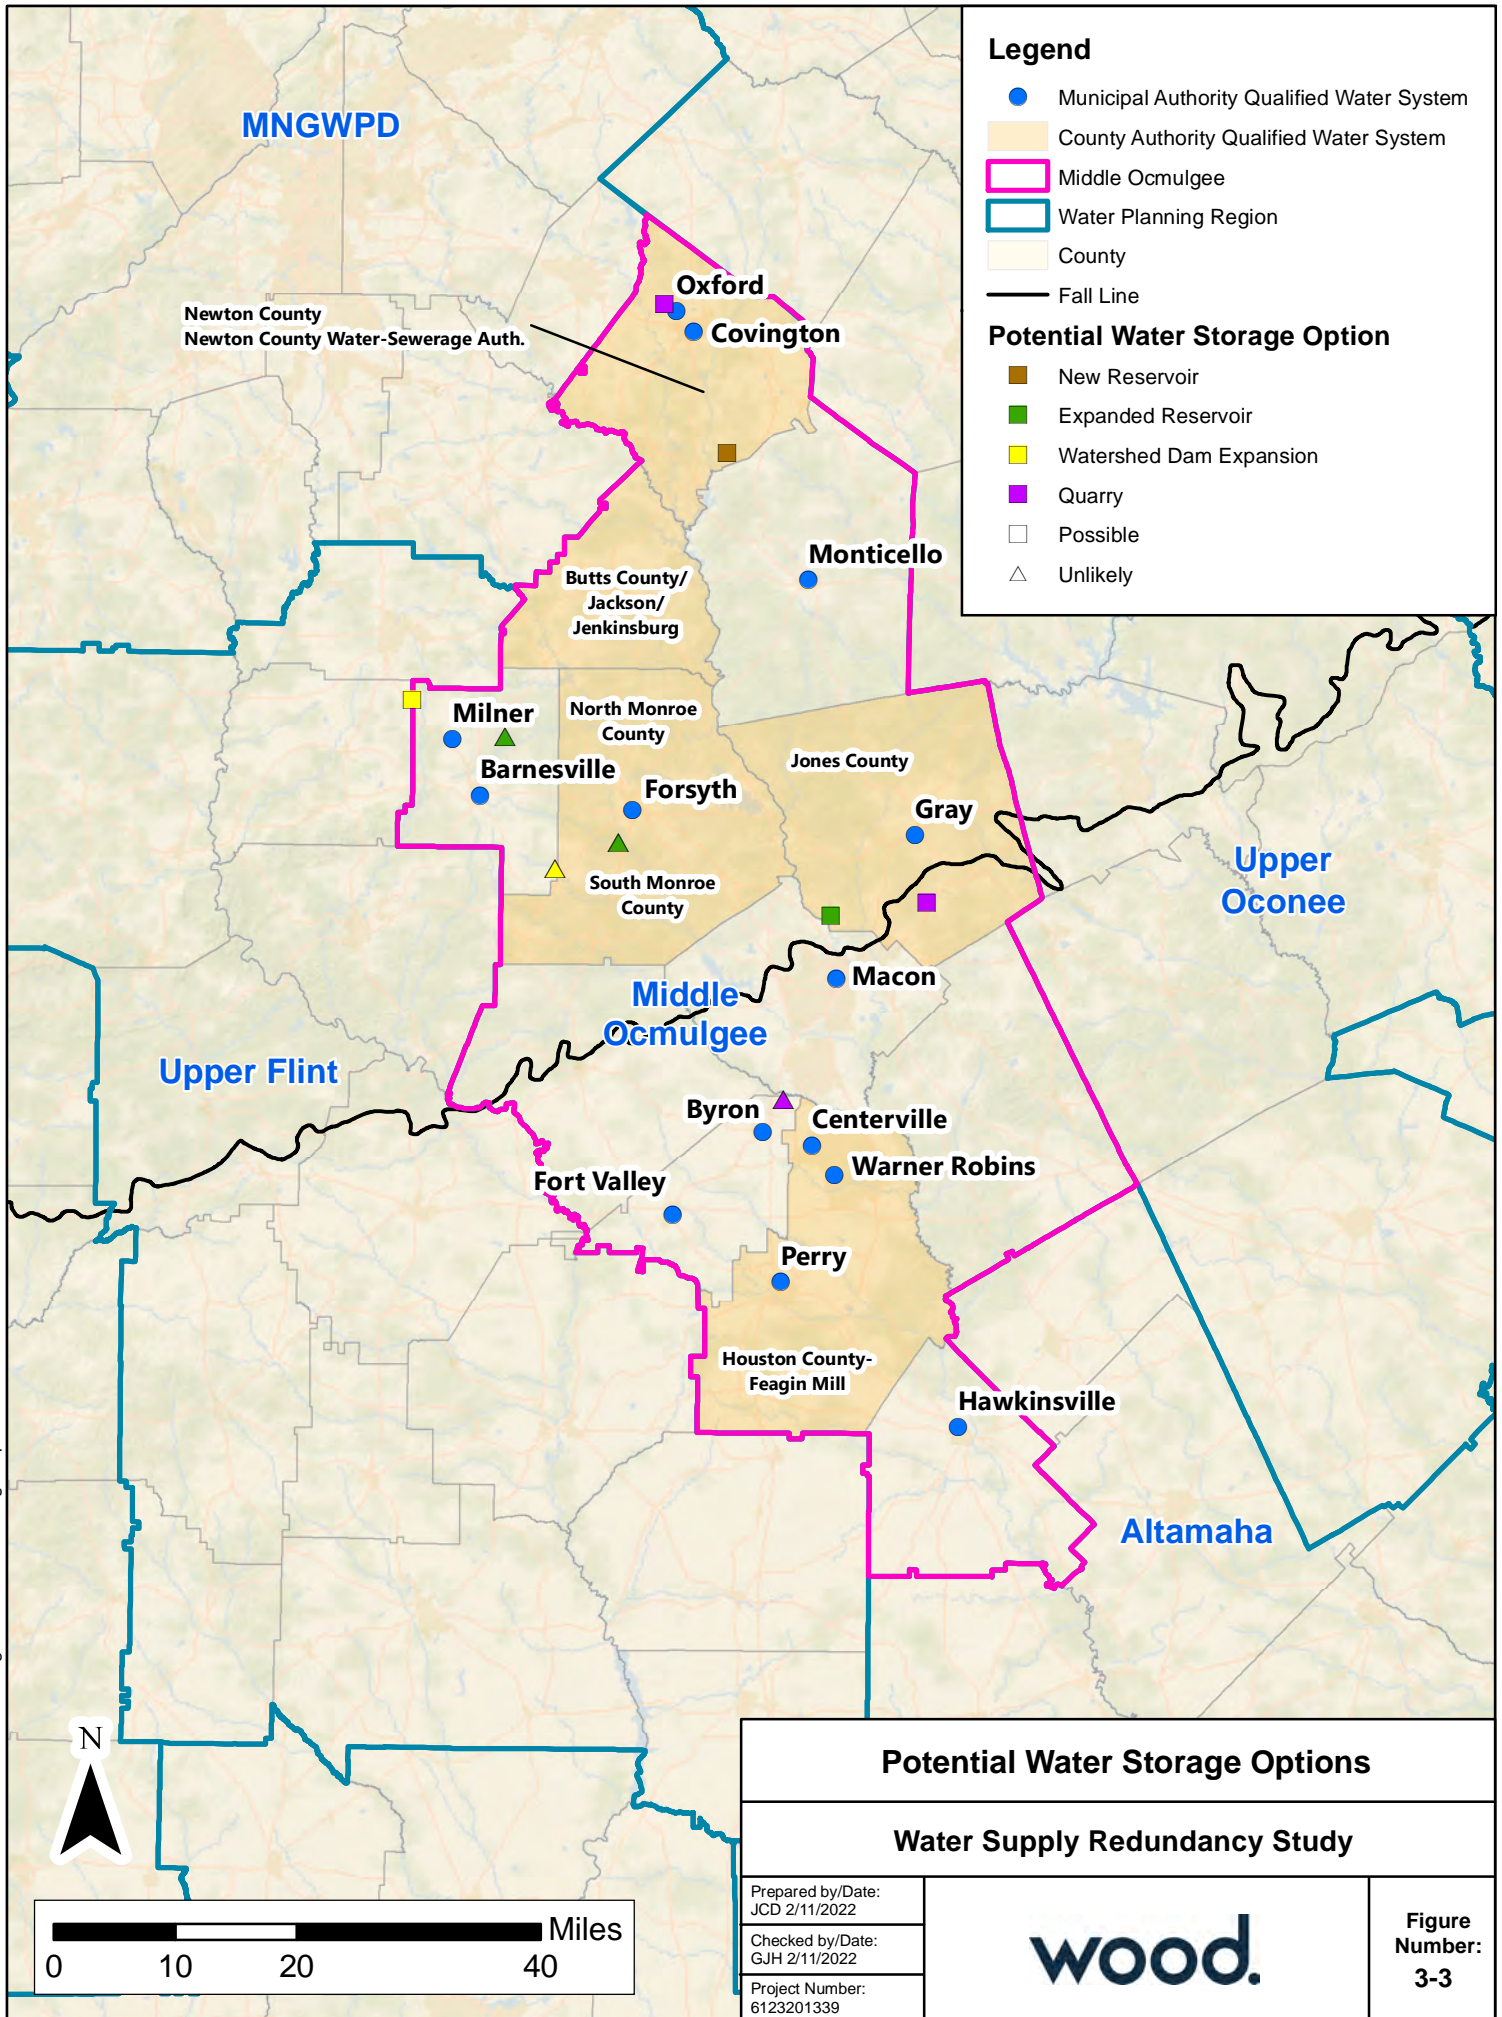 MNGWPD
Legend
Municipal Authority Qualified Water System
County Authority Qualified Water System
Middle Ocmulgee
Water Planning Region
County
Fall Line
Potential Water Storage Option
New Reservoir
Expanded Reservoir
Watershed Dam Expansion
Quarry
Possible
Unlikely
Oxford
Covington
Newton County
Newton County Water-Sewerage Auth.
Monticello
Butts County/
Jackson/
Jenkinsburg
Milner
North Monroe
County
Barnesville
Forsyth
Jones County
Gray
South Monroe
County
Upper
Oconee
Macon
Middle
Ocmulgee
Upper Flint
Byron
Centerville
Warner Robins
Fort Valley
Perry
Houston County-
Feagin Mill
Hawkinsville
Altamaha
N
Miles
0 10 20 40
Potential Water Storage Options
Water Supply Redundancy Study
Prepared by/Date:
JCD 2/11/2022
Checked by/Date:
GJH 2/11/2022
Project Number:
6123201339
wood.
Figure
Number:
3-3